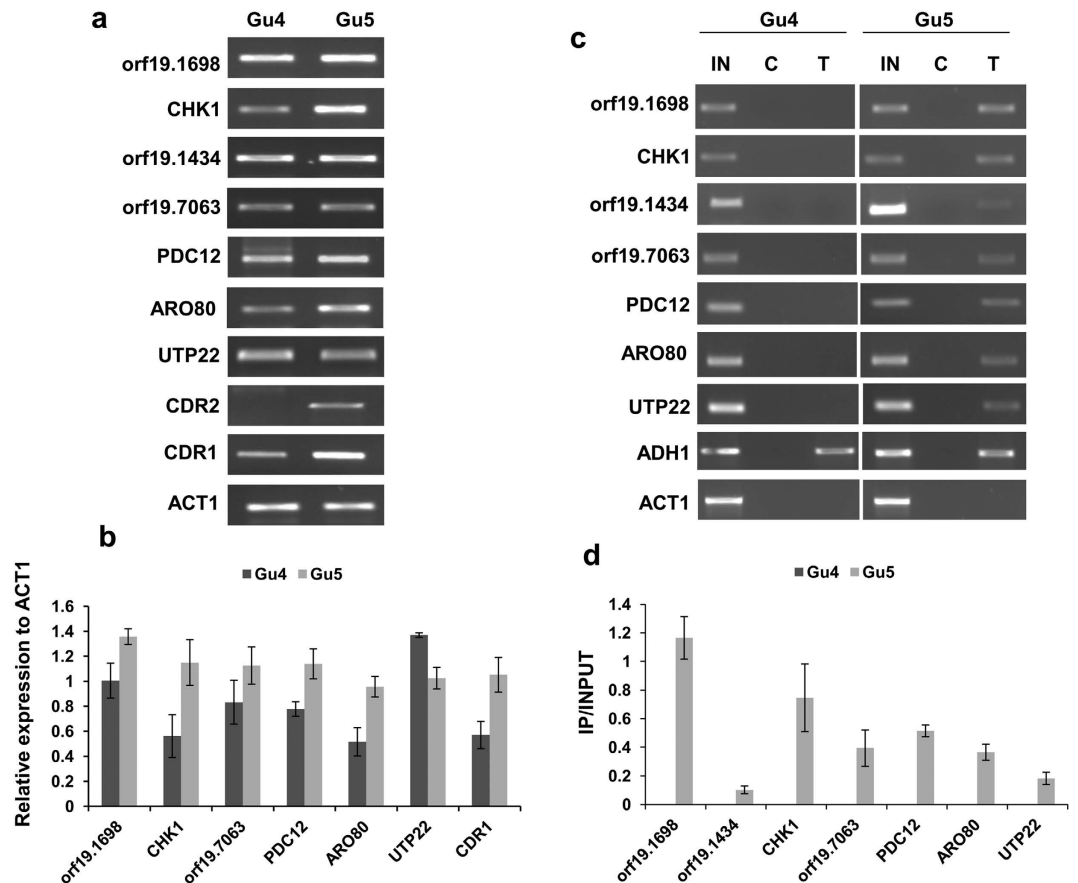 a
Gu4 Gu5
orf19.1698
CHK1
orf19.1434
orf19.7063
PDC12
ARO80
UTP22
CDR2
CDR1
ACT1
b
Gu4 Gu5
Relative expression to ACT1
1.6
1.4
1.2
1
0.8
0.6
0.4
0.2
0
orf19.1698 CHK1 orf19.7063 PDC12 ARO80 UTP22 CDR1
c
Gu4 Gu5
IN C T IN C T
orf19.1698
CHK1
orf19.1434
orf19.7063
PDC12
ARO80
UTP22
ADH1
ACT1
d
Gu4 Gu5
IP/INPUT
1.4
1.2
1
0.8
0.6
0.4
0.2
0
orf19.1698 orf19.1434 CHK1 orf19.7063 PDC12 ARO80 UTP22